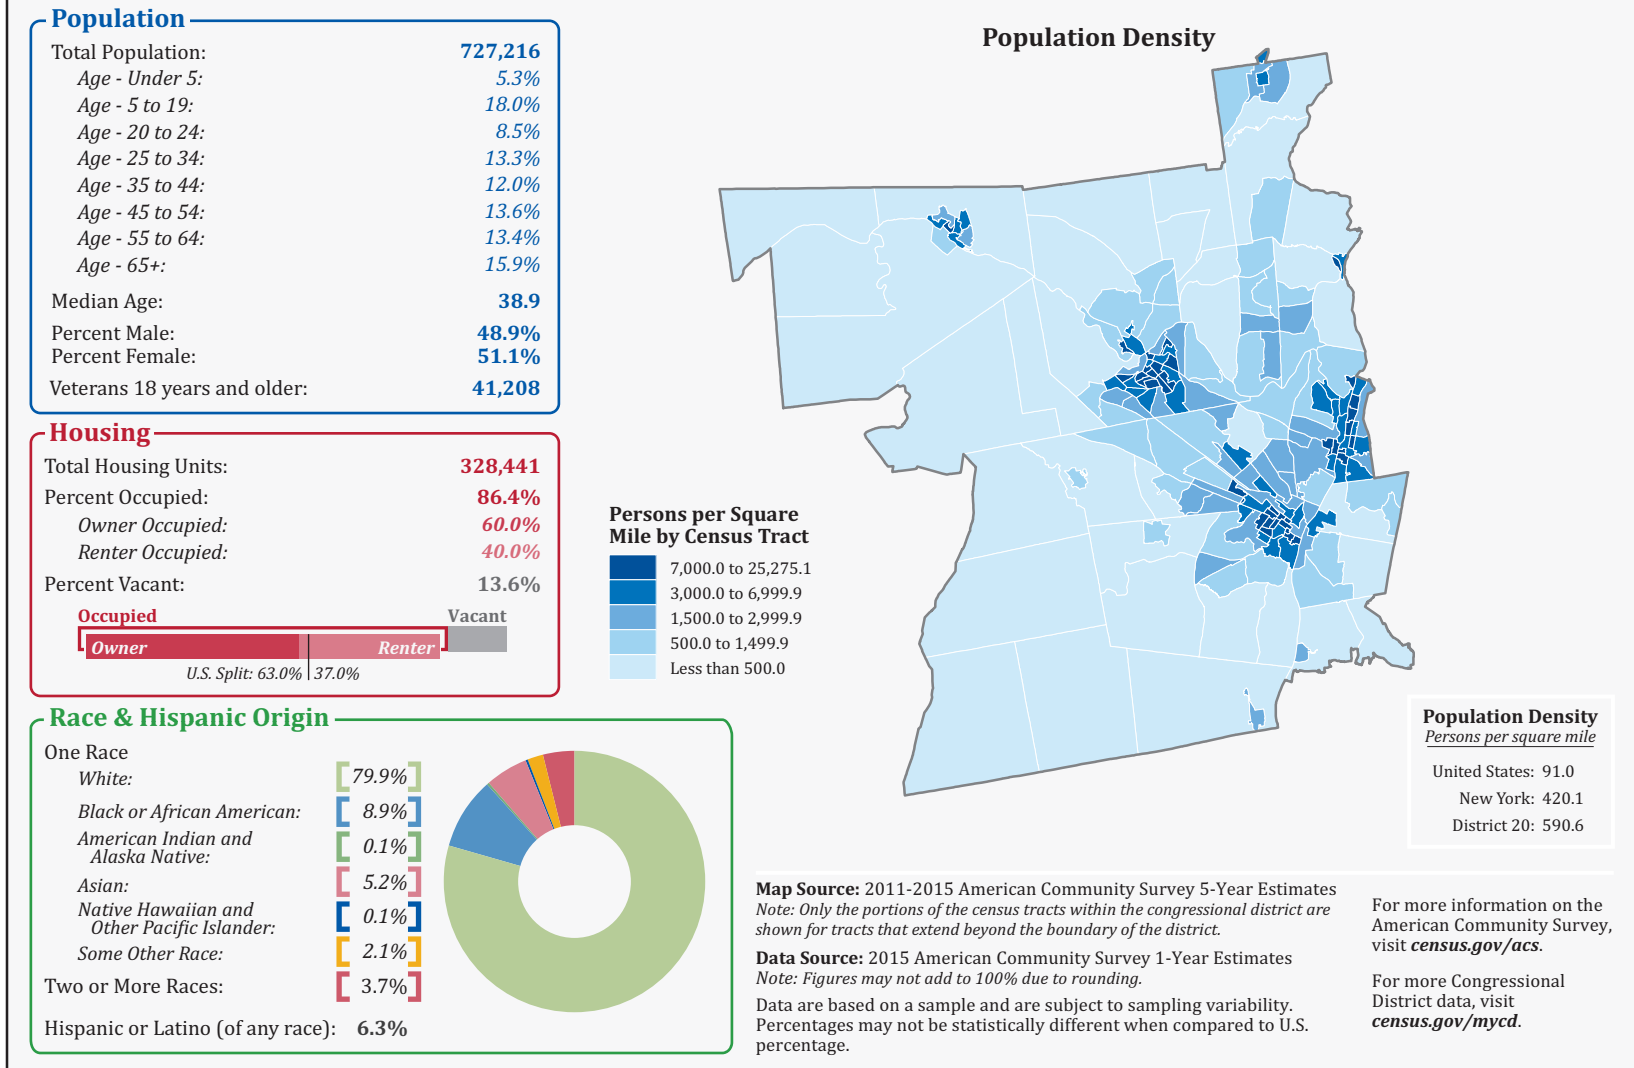 Population
Total Population: 727,216
Age - Under 5: 5.3%
Age - 5 to 19: 18.0%
Age - 20 to 24: 8.5%
Age - 25 to 34: 13.3%
Age - 35 to 44: 12.0%
Age - 45 to 54: 13.6%
Age - 55 to 64: 13.4%
Age - 65+: 15.9%
Median Age: 38.9
Percent Male: 48.9%
Percent Female: 51.1%
Veterans 18 years and older: 41,208
Housing
Total Housing Units: 328,441
Percent Occupied: 86.4%
Owner Occupied: 60.0%
Renter Occupied: 40.0%
Percent Vacant: 13.6%
Occupied Vacant
Owner Renter
U.S. Split: 63.0% 37.0%
Race & Hispanic Origin
One Race
White: 79.9%
Black or African American: 8.9%
American Indian and
Alaska Native: 0.1%
Asian: 5.2%
Native Hawaiian and
Other Pacific Islander: 0.1%
Some Other Race: 2.1%
Two or More Races: 3.7%
Hispanic or Latino (of any race): 6.3%
Population Density
Persons per Square
Mile by Census Tract
7,000.0 to 25,275.1
3,000.0 to 6,999.9
1,500.0 to 2,999.9
500.0 to 1,499.9
Less than 500.0
Population Density
Persons per square mile
United States: 91.0
New York: 420.1
District 20: 590.6
Map Source: 2011-2015 American Community Survey 5-Year Estimates
Note: Only the portions of the census tracts within the congressional district are
shown for tracts that extend beyond the boundary of the district.
Data Source: 2015 American Community Survey 1-Year Estimates
Note: Figures may not add to 100% due to rounding.
Data are based on a sample and are subject to sampling variability.
Percentages may not be statistically different when compared to U.S.
percentage.
For more information on the
American Community Survey,
visit census.gov/acs.
For more Congressional
District data, visit
census.gov/mycd.